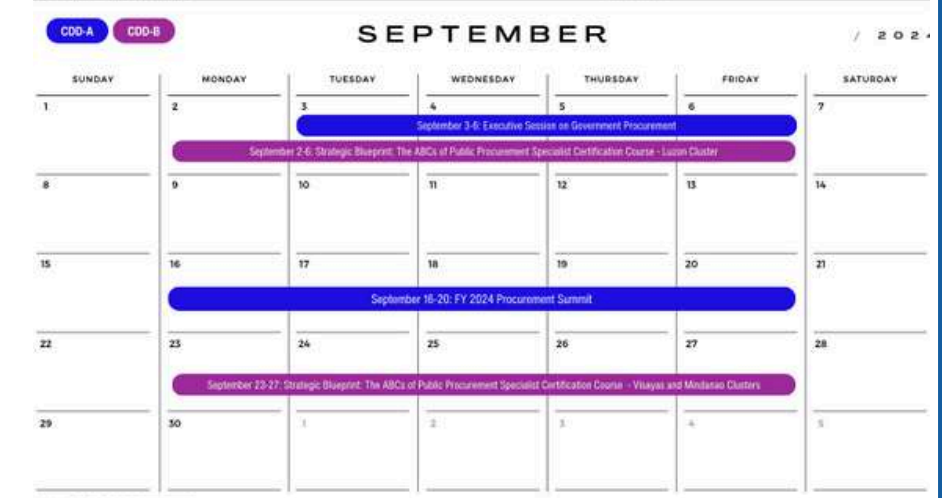 CDD-A CDD-B
SEPTEMBER
/ 2024
SUNDAY MONDAY TUESDAY WEDNESDAY THURSDAY FRIDAY SATURDAY
1 2 3 4 5 6 7
September 3-6: Executive Session on Government Procurement
September 2-6: Strategic Blueprint: The ABCs of Public Procurement Specialist Certification Course - Luzon Cluster
8 9 10 11 12 13 14
15 16 17 18 19 20 21
September 16-20: FY 2024 Procurement Summit
22 23 24 25 26 27 28
September 23-27: Strategic Blueprint: The ABCs of Public Procurement Specialist Certification Course - Visayas and Mindanao Clusters
29 30 1 2 3 4 5